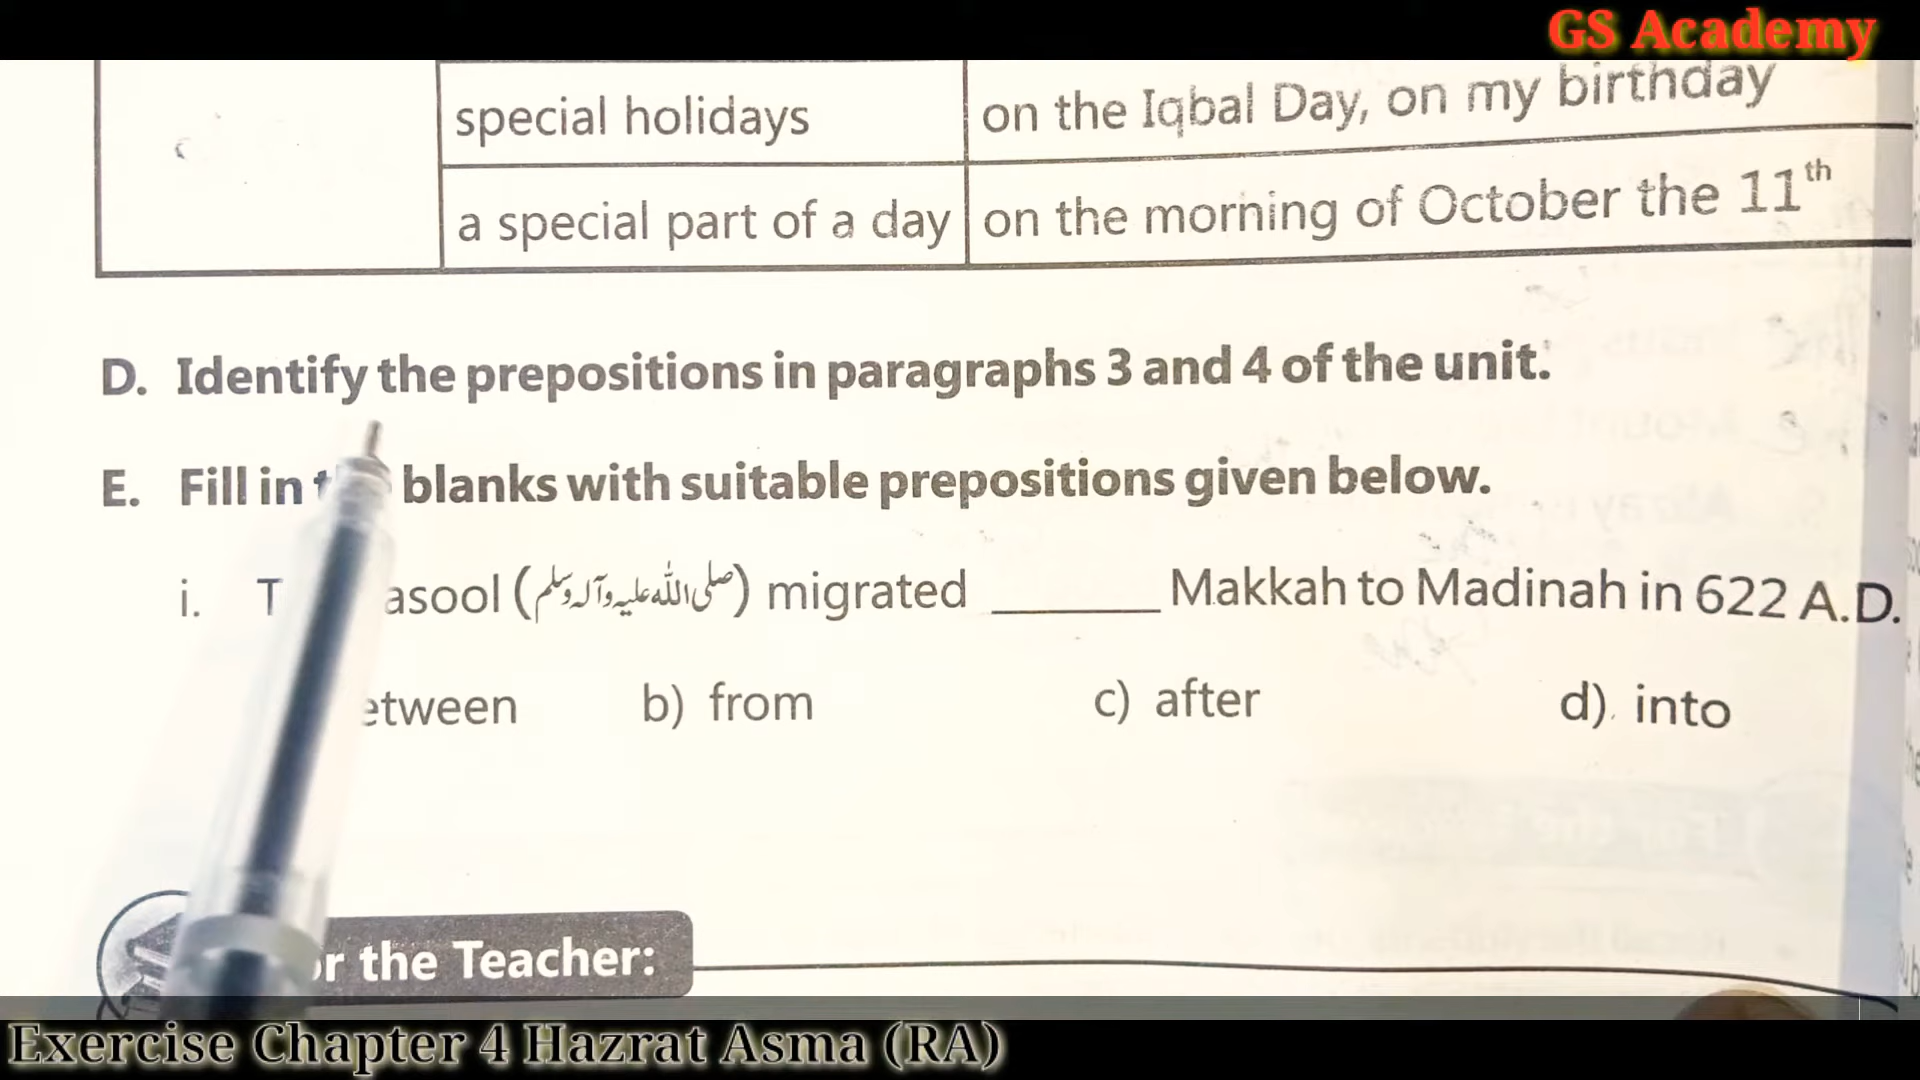 GS Academy
special holidays on the Iqbal Day, on my birthday
a special part of a day on the morning of October the 11th
D. Identify the prepositions in paragraphs 3 and 4 of the unit.
E. Fill in blanks with suitable prepositions given below.
i. (صلی اللہ علیہ وآلہ وسلم) migrated ______ Makkah to Madinah in 622 A.D.
b) from c) after d) into
the Teacher:
Exercise Chapter 4 Hazrat Asma (RA)